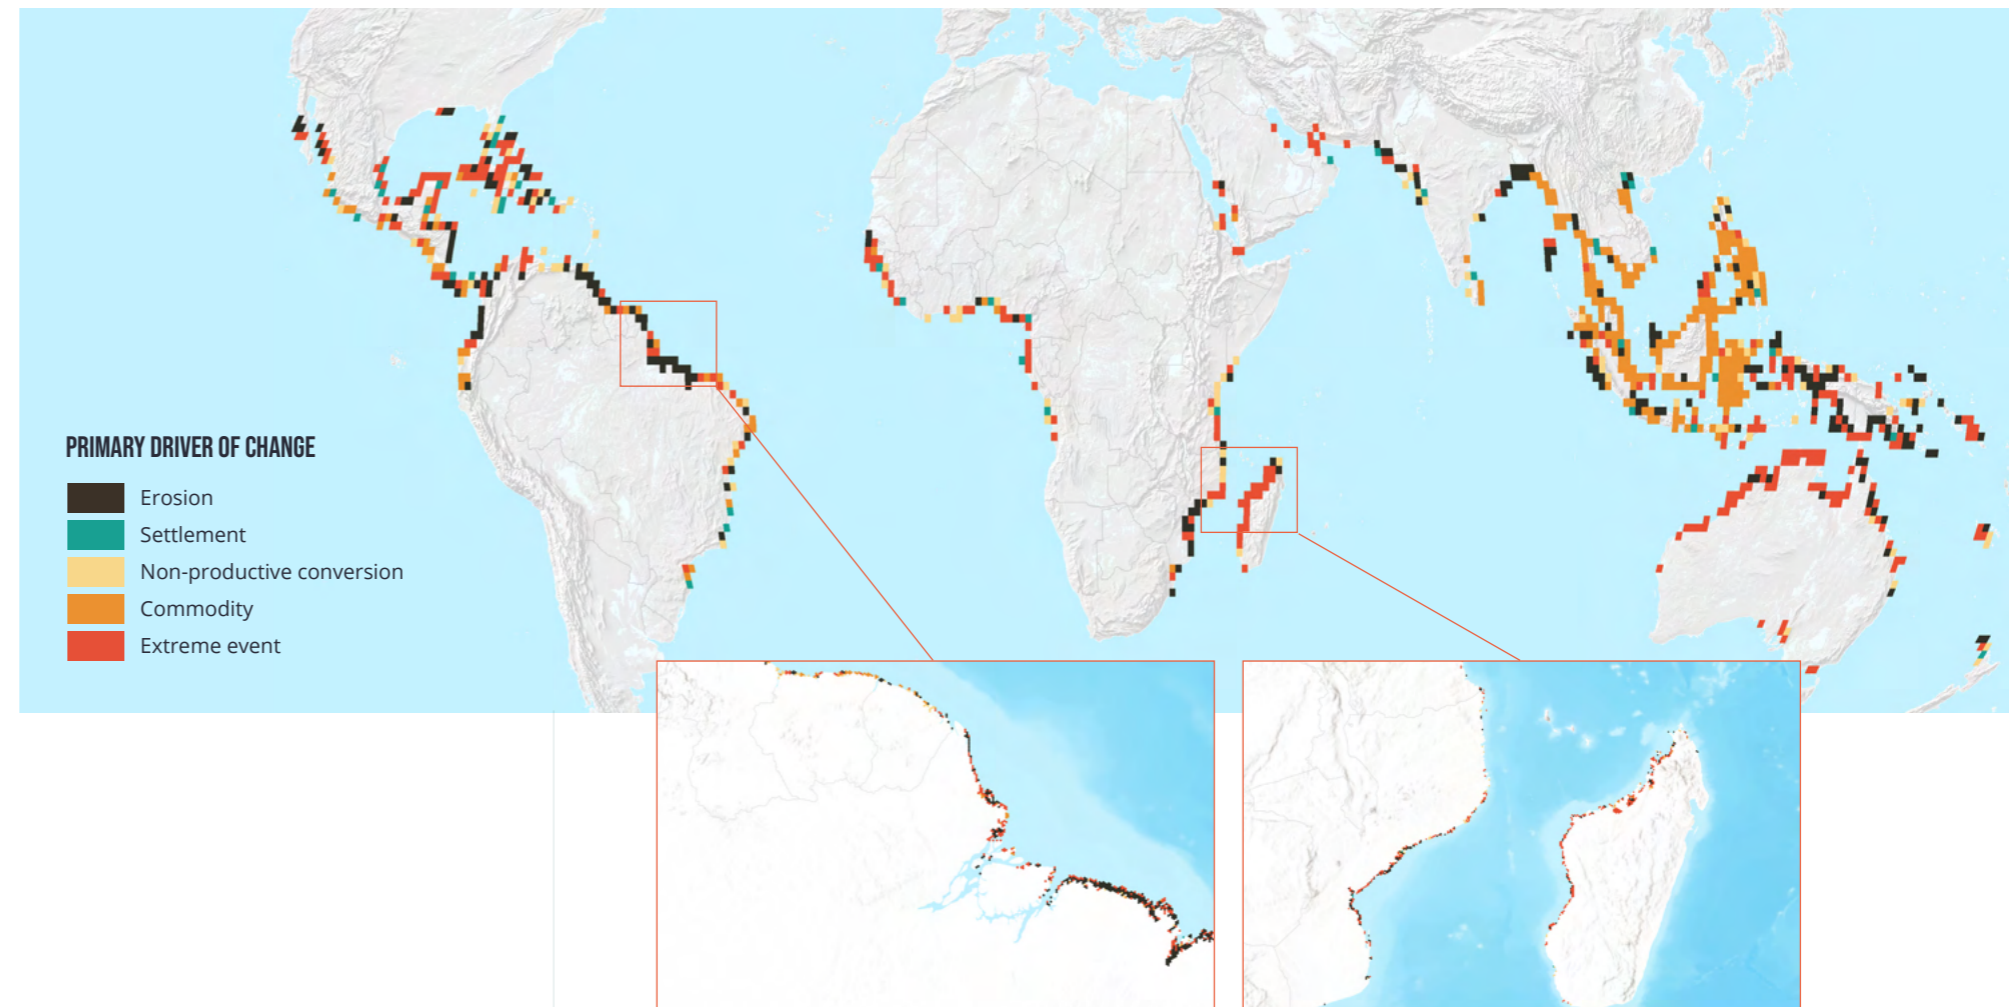 PRIMARY DRIVER OF CHANGE
Erosion
Settlement
Non-productive conversion
Commodity
Extreme event